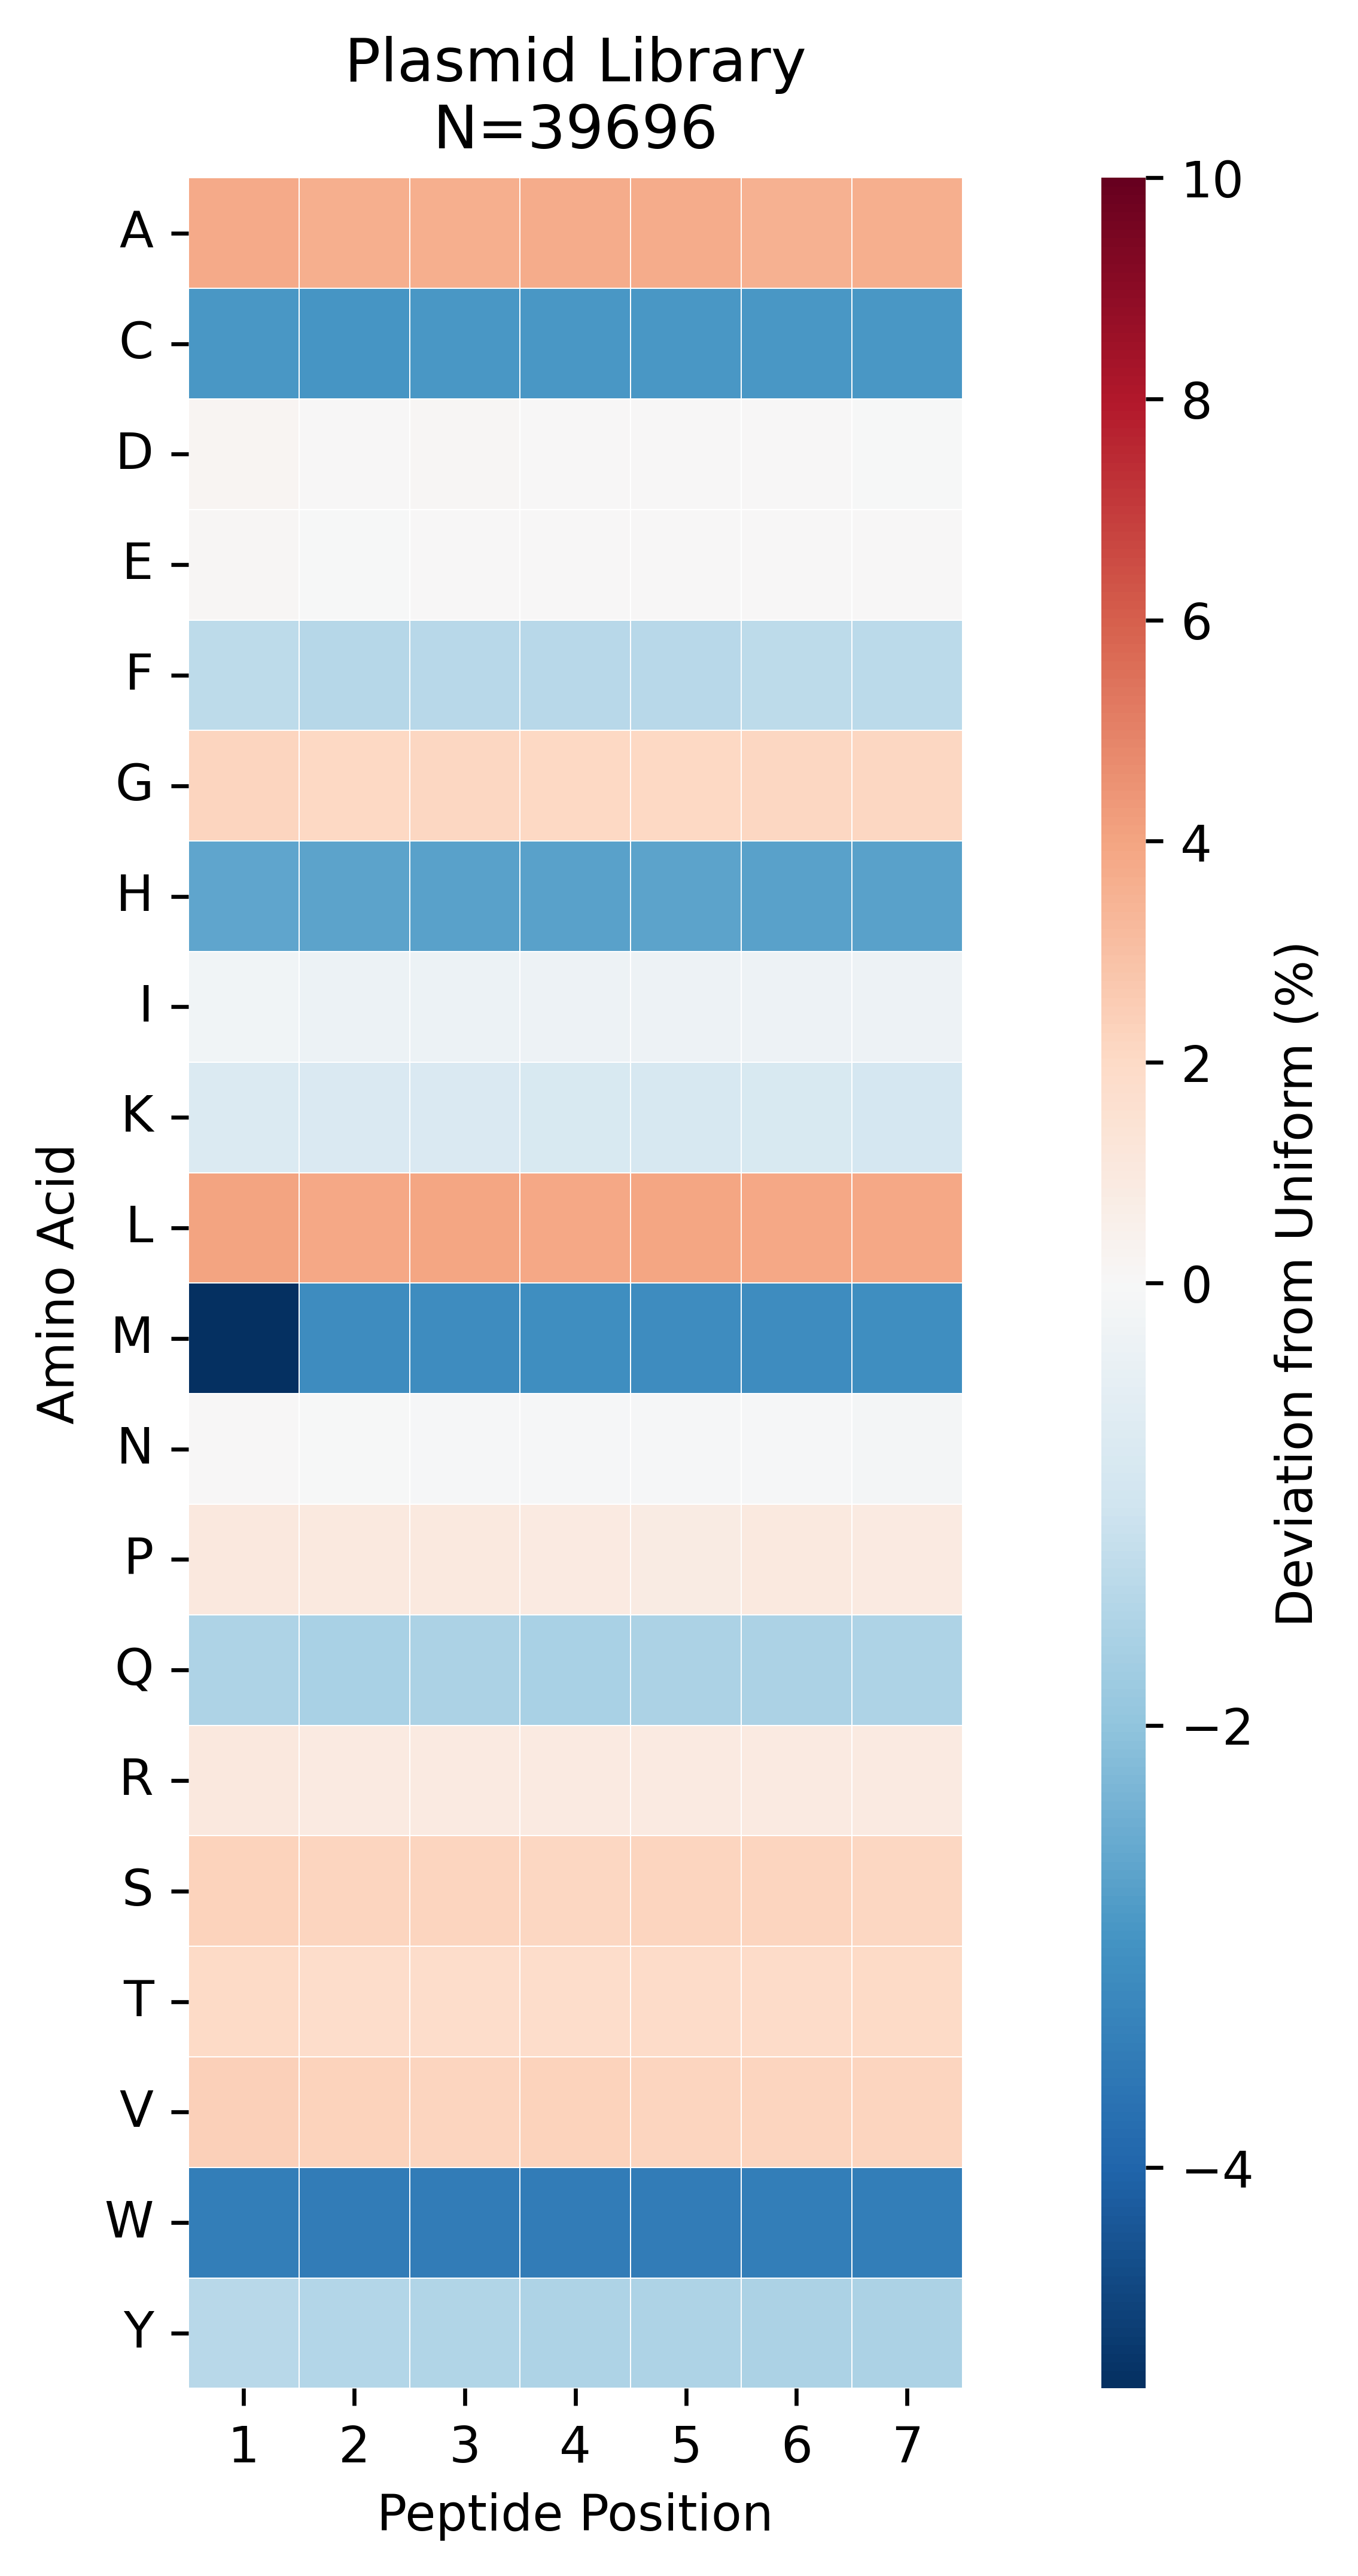 Plasmid Library
N=39696
A
C
D
E
F
G
H
I
K
L
M
N
P
Q
R
S
T
V
W
Y
Amino Acid
1 2 3 4 5 6 7
Peptide Position
10
8
6
4
2
0
−2
−4
Deviation from Uniform (%)